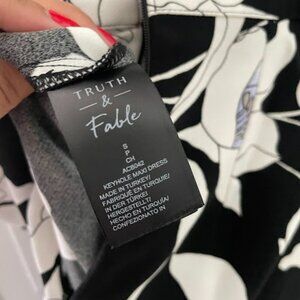 TRUTH
&
Fable
S
P
CH
AC8042
KEYHOLE MAXI DRESS
MADE IN TURKEY/
FABRIQUÉ EN TURQUIE/
IN DER TÜRKEI
HERGESTELLT/
HECHO EN TURQUÍA/
CONFEZIONATO IN